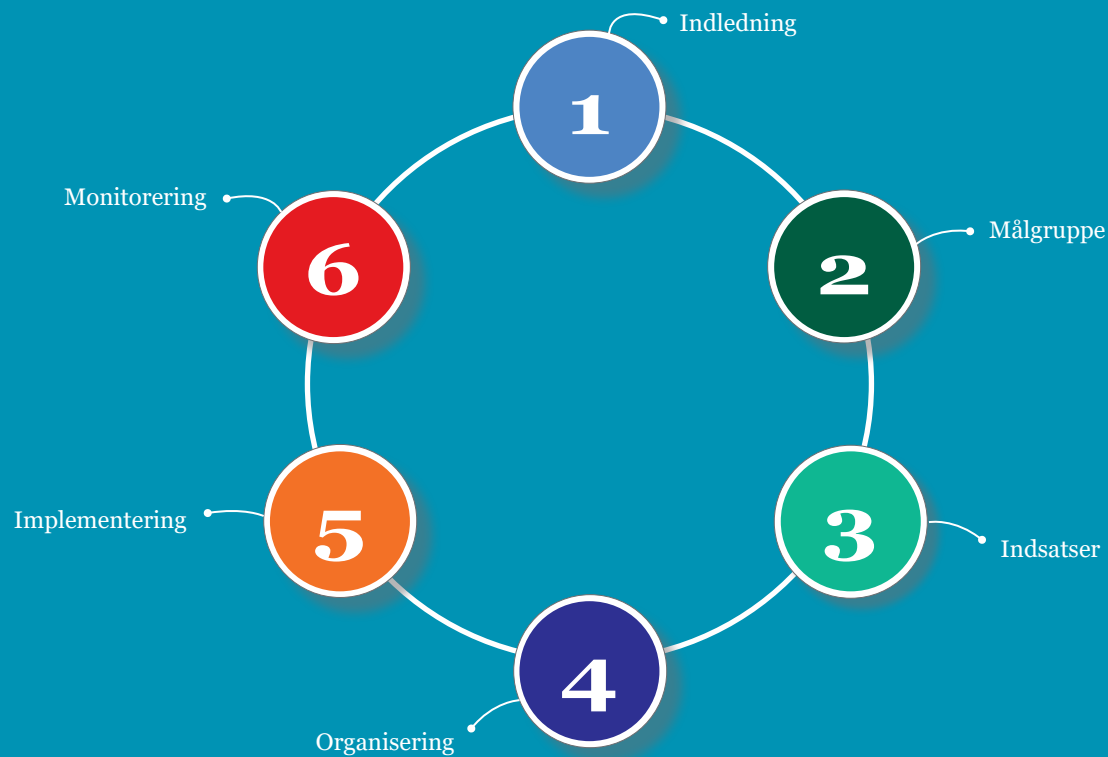 1
Indledning
2
Målgruppe
3
Indsatser
4
Organisering
5
Implementering
6
Monitorering